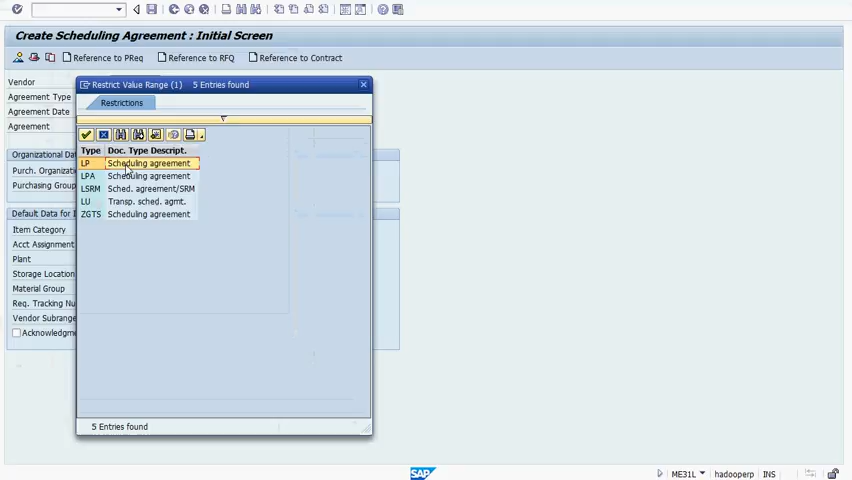 Create Scheduling Agreement : Initial Screen
Reference to PReq Reference to RFQ Reference to Contract
Vendor
Agreement Type
Agreement Date
Agreement
Organizational Da
Purch. Organizatio
Purchasing Group
Default Data for I
Item Category
Acct Assignment
Plant
Storage Location
Material Group
Req. Tracking Nu
Vendor Subrange
Acknowledgme
Restrict Value Range (1) 5 Entries found
Restrictions
Type Doc. Type Descript.
LP Scheduling agreement
LPA Scheduling agreement
LSRM Sched. agreement/SRM
LU Transp. sched. agmt.
ZGTS Scheduling agreement
5 Entries found
SAP
ME31L hadooperp INS